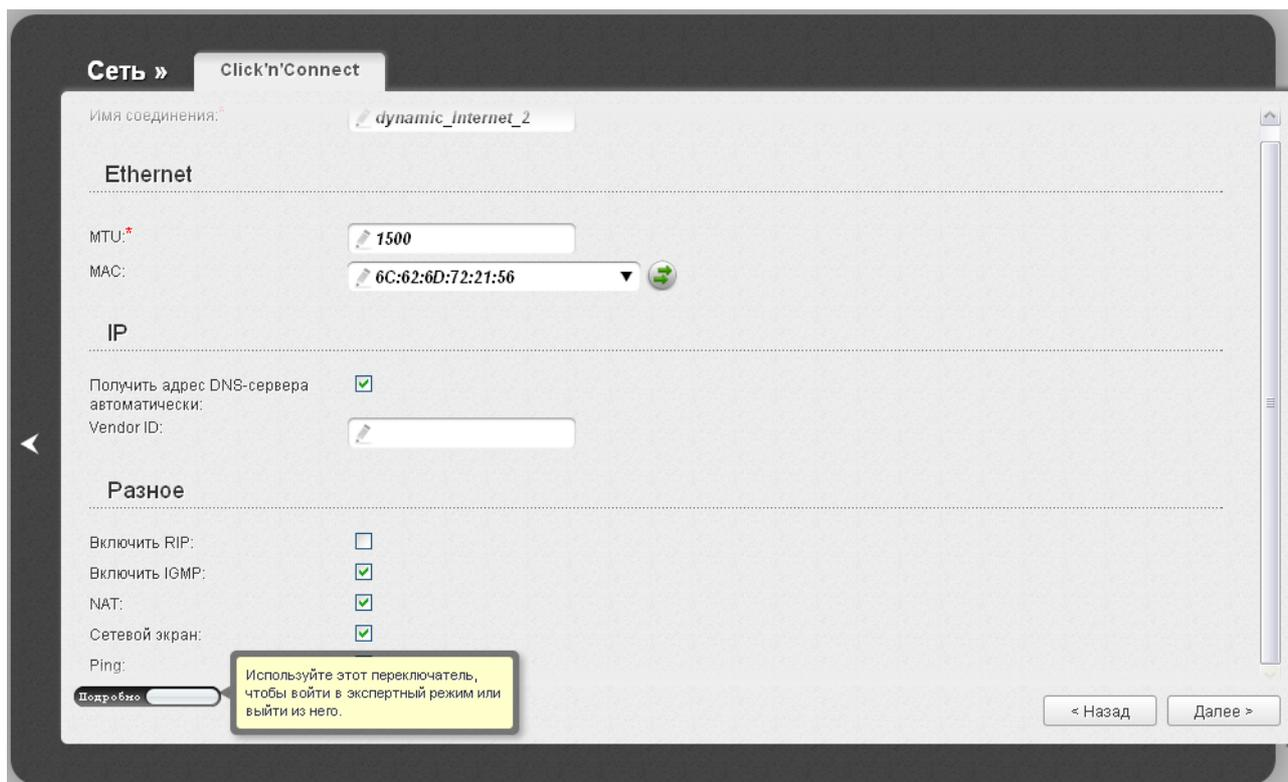 Сеть »
Click'n'Connect
Имя соединения:*
dynamic_internet_2
Ethernet
MTU:*
1500
MAC:
6C:62:6D:72:21:56
IP
Получить адрес DNS-сервера
автоматически:
Vendor ID:
Разное
Включить RIP:
Включить IGMP:
NAT:
Сетевой экран:
Ping:
Подробно
Используйте этот переключатель,
чтобы войти в экспертный режим или
выйти из него.
< Назад
Далее >